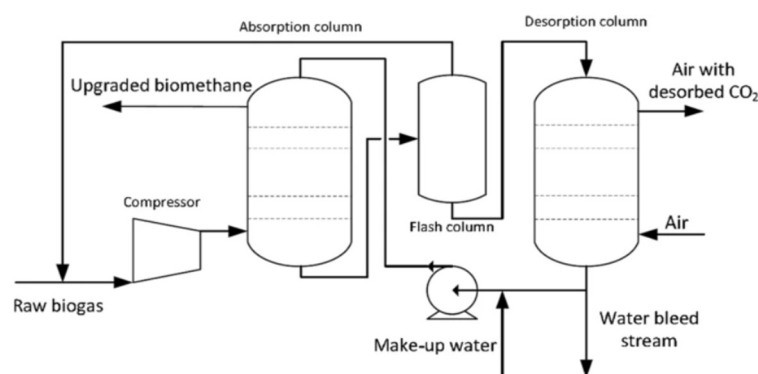 Absorption column
Desorption column
Upgraded biomethane
Air with
desorbed CO₂
Compressor
Flash column
Air
Raw biogas
Make-up water
Water bleed
stream